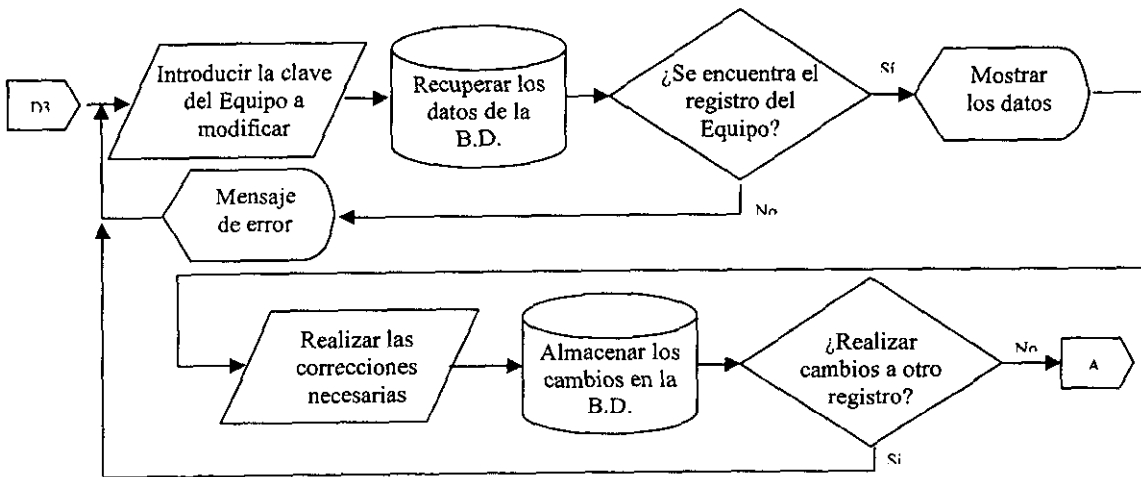 D3
Introducir la clave
del Equipo a
modificar
Recuperar los
datos de la
B.D.
¿Se encuentra el
registro del
Equipo?
Sí
Mostrar
los datos
Mensaje
de error
No
Realizar las
correcciones
necesarias
Almacenar los
cambios en la
B.D.
¿Realizar
cambios a otro
registro?
No
A
Si